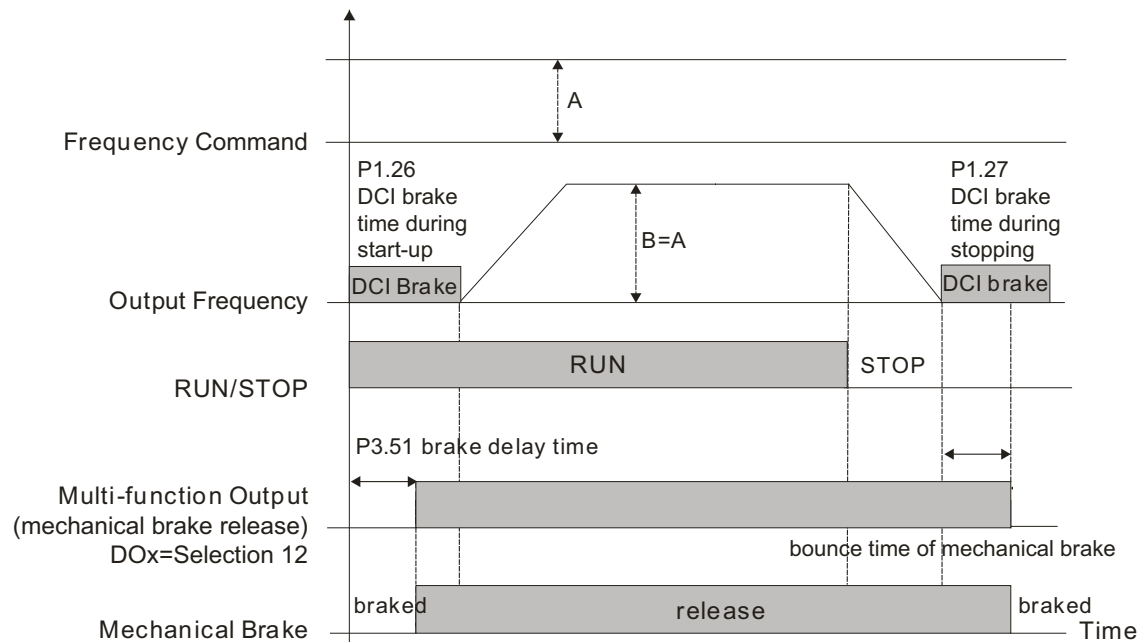 A
Frequency Command
P1.26
DCI brake
time during
start-up
P1.27
DCI brake
time during
stopping
B=A
DCI Brake
DCI brake
Output Frequency
RUN
STOP
RUN/STOP
P3.51 brake delay time
Multi-function Output
(mechanical brake release)
DOx=Selection 12
bounce time of mechanical brake
braked
release
braked
Mechanical Brake
Time